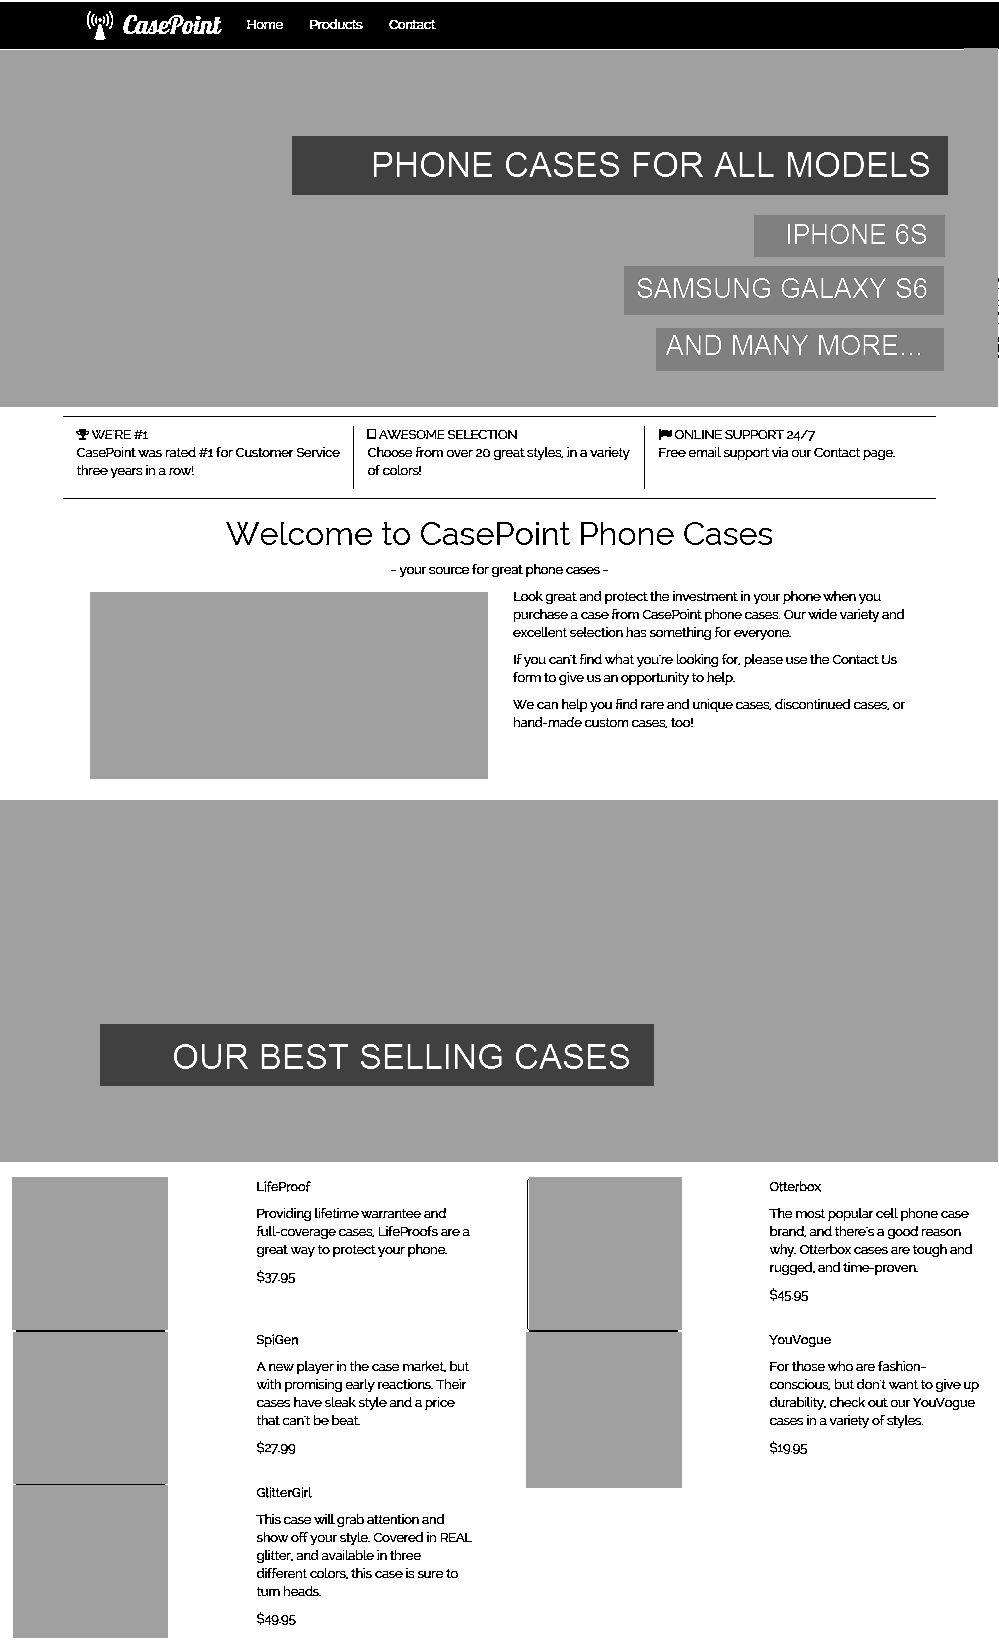 CasePoint Home Products Contact
PHONE CASES FOR ALL MODELS
IPHONE 6S
SAMSUNG GALAXY S6
AND MANY MORE...
WE'RE #1
CasePoint was rated #1 for Customer Service
three years in a row!
AWESOME SELECTION
Choose from over 20 great styles, in a variety
of colors!
ONLINE SUPPORT 24/7
Free email support via our Contact page.
Welcome to CasePoint Phone Cases
- your source for great phone cases -
Look great and protect the investment in your phone when you
purchase a case from CasePoint phone cases. Our wide variety and
excellent selection has something for everyone.
If you can't find what you're looking for, please use the Contact Us
form to give us an opportunity to help.
We can help you find rare and unique cases, discontinued cases, or
hand-made custom cases, too!
OUR BEST SELLING CASES
LifeProof
Providing lifetime warrantee and
full-coverage cases, LifeProofs are a
great way to protect your phone.
$37.95
Otterbox
The most popular cell phone case
brand, and there's a good reason
why. Otterbox cases are tough and
rugged, and time-proven.
$45.95
SpiGen
A new player in the case market, but
with promising early reactions. Their
cases have sleak style and a price
that can't be beat.
$27.99
YouVogue
For those who are fashion-
conscious, but don't want to give up
durability, check out our YouVogue
cases in a variety of styles.
$19.95
GlitterGirl
This case will grab attention and
show off your style. Covered in REAL
glitter, and available in three
different colors, this case is sure to
turn heads.
$49.95